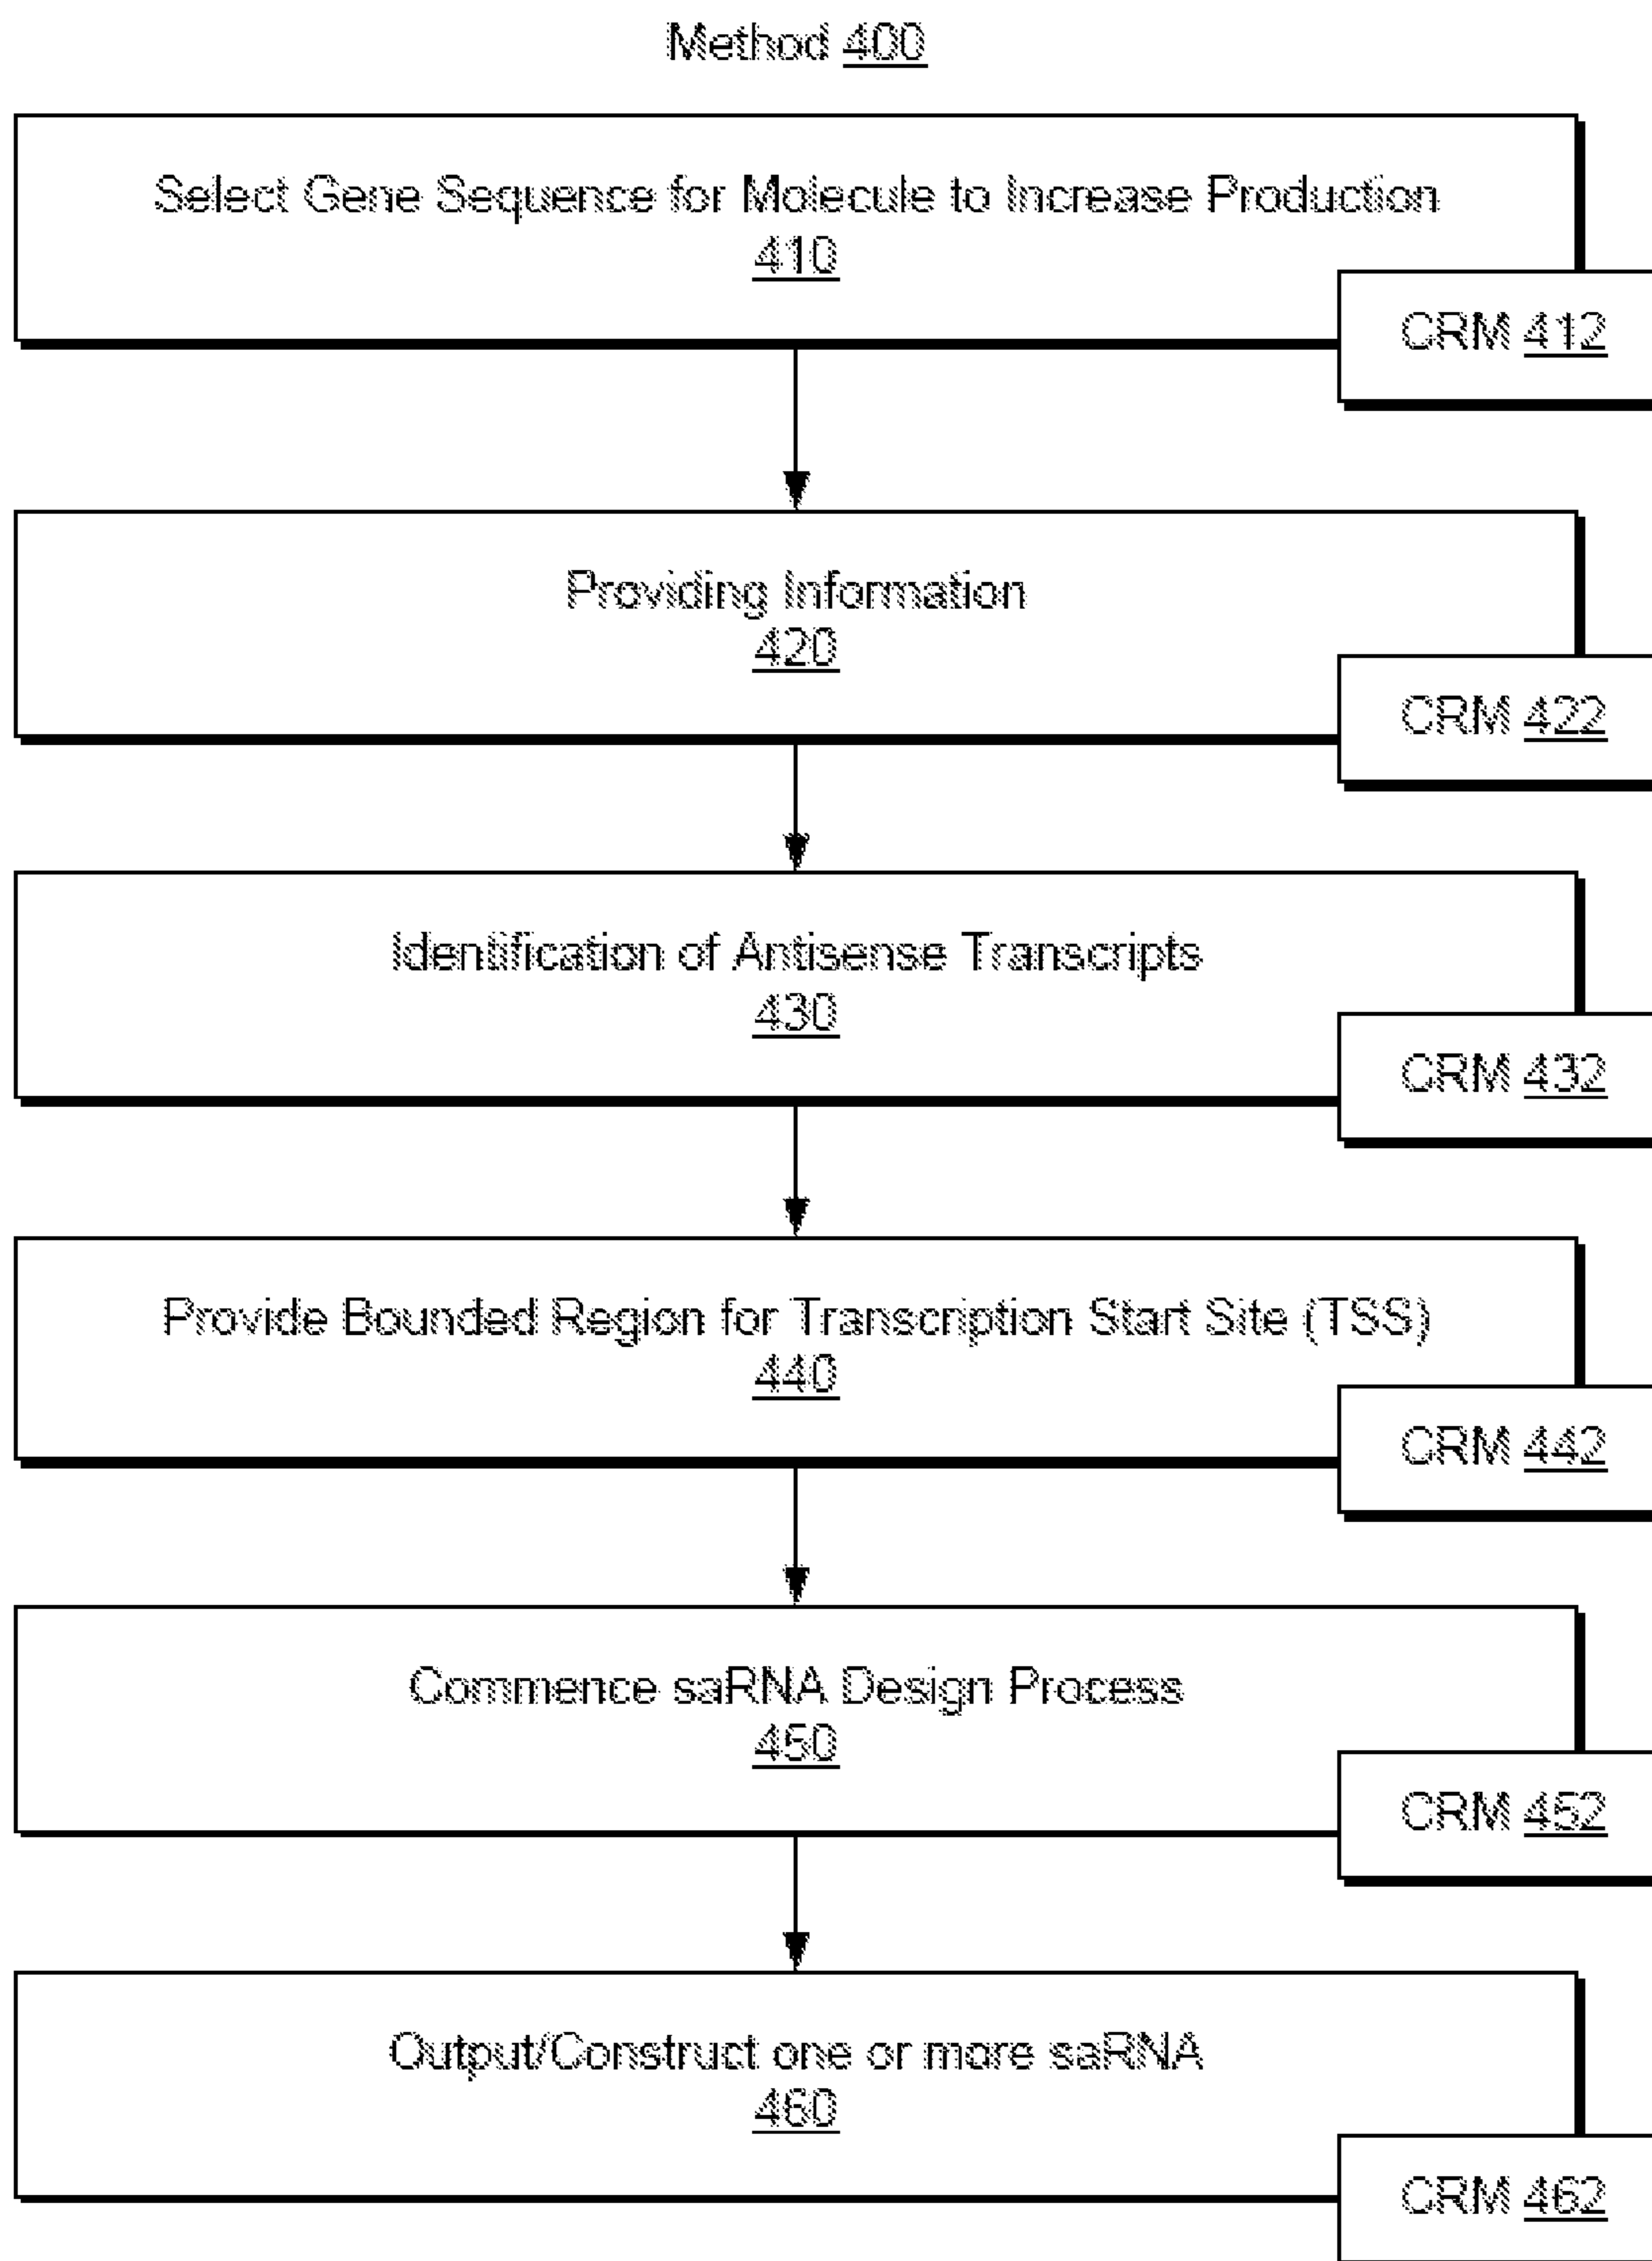 Method 400
Select Gene Sequence for Molecule to Increase Production
410
CRM 412
Providing Information
420
CRM 422
Identification of Antisense Transcripts
430
CRM 432
Provide Bounded Region for Transcription Start Site (TSS)
440
CRM 442
Commence saRNA Design Process
450
CRM 452
Output/Construct one or more saRNA
460
CRM 462